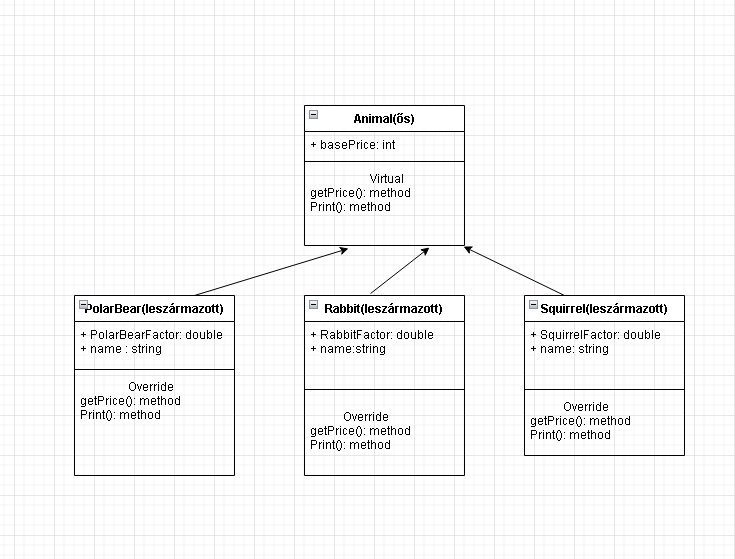 Animal(ős)
+ basePrice: int
Virtual
getPrice(): method
Print(): method
PolarBear(leszármazott)
+ PolarBearFactor: double
+ name : string
Override
getPrice(): method
Print(): method
Rabbit(leszármazott)
+ RabbitFactor: double
+ name:string
Override
getPrice(): method
Print(): method
Squirrel(leszármazott)
+ SquirrelFactor: double
+ name: string
Override
getPrice(): method
Print(): method